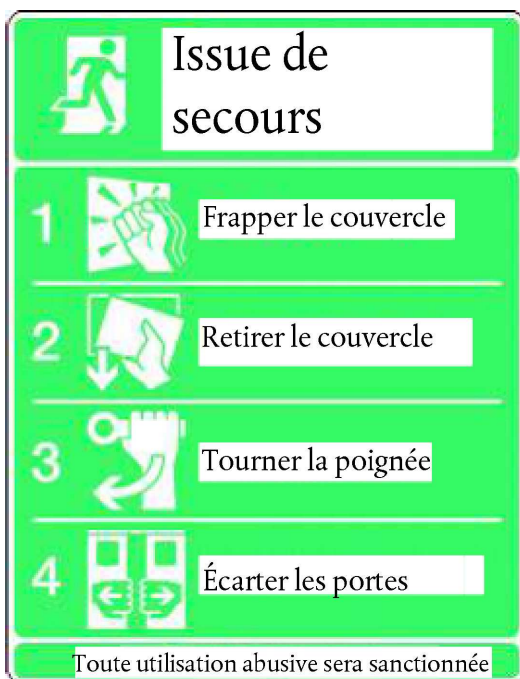 Issue de
secours
1
Frapper le couvercle
2
Retirer le couvercle
3
Tourner la poignée
4
Écarter les portes
Toute utilisation abusive sera sanctionnée